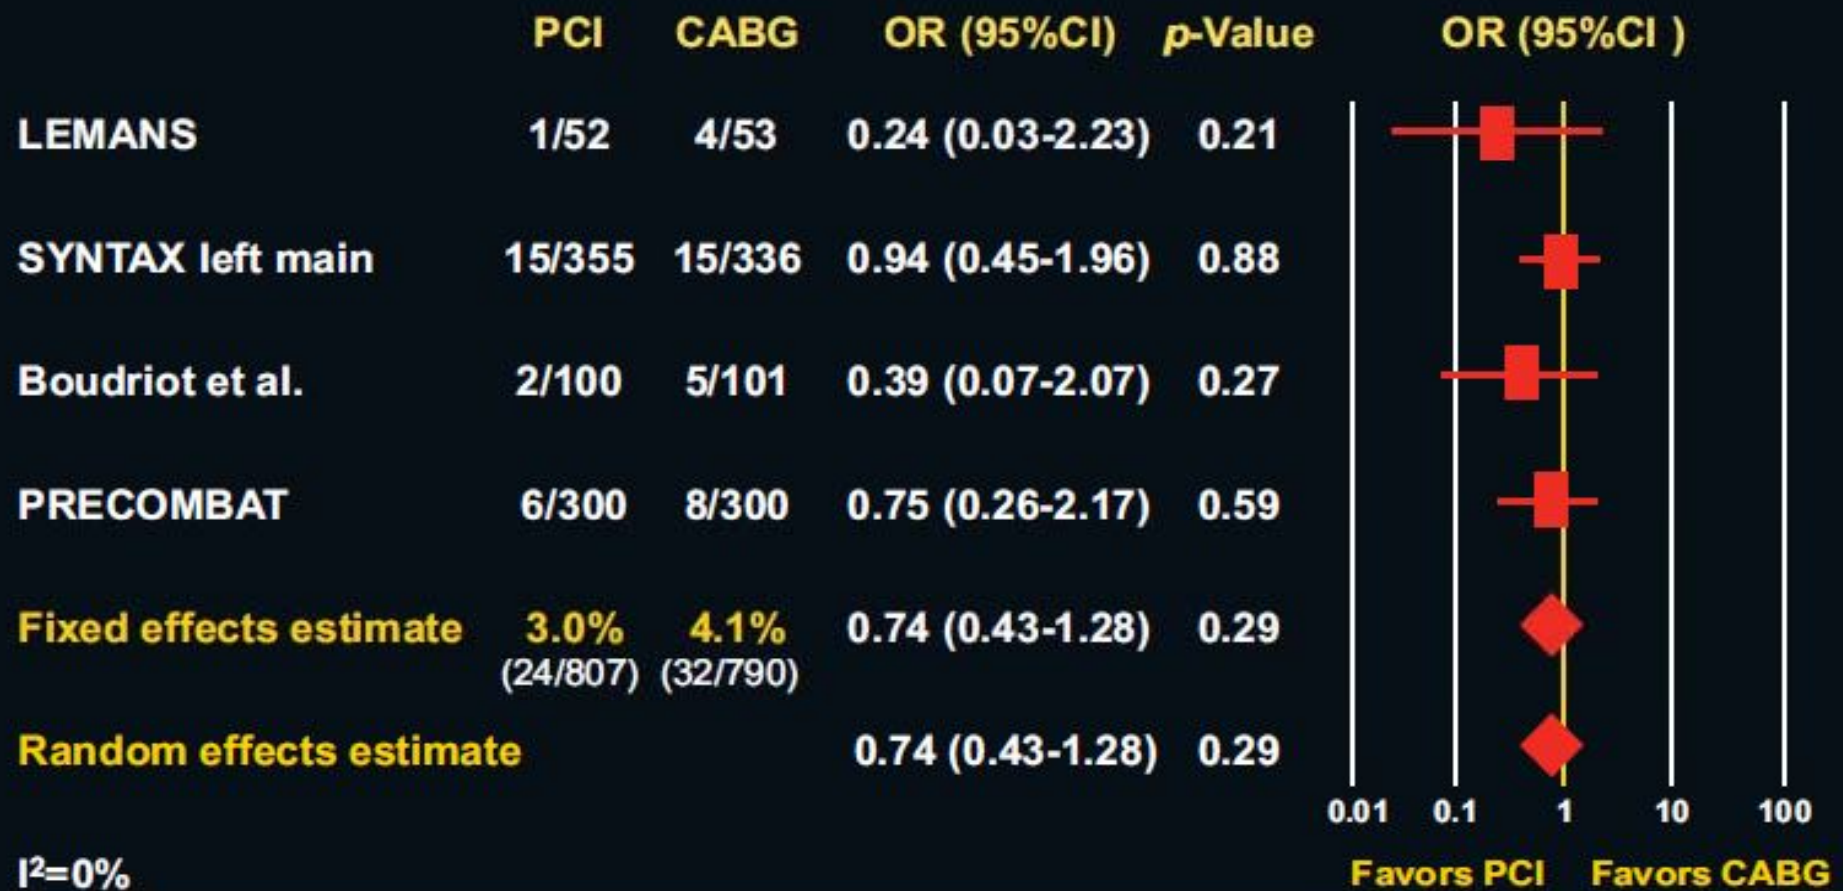 PCI CABG OR (95%CI) p-Value OR (95%CI )
LEMANS 1/52 4/53 0.24 (0.03-2.23) 0.21
SYNTAX left main 15/355 15/336 0.94 (0.45-1.96) 0.88
Boudriot et al. 2/100 5/101 0.39 (0.07-2.07) 0.27
PRECOMBAT 6/300 8/300 0.75 (0.26-2.17) 0.59
Fixed effects estimate 3.0% 4.1% 0.74 (0.43-1.28) 0.29
(24/807) (32/790)
Random effects estimate 0.74 (0.43-1.28) 0.29
0.01 0.1 1 10 100
I²=0% Favors PCI Favors CABG